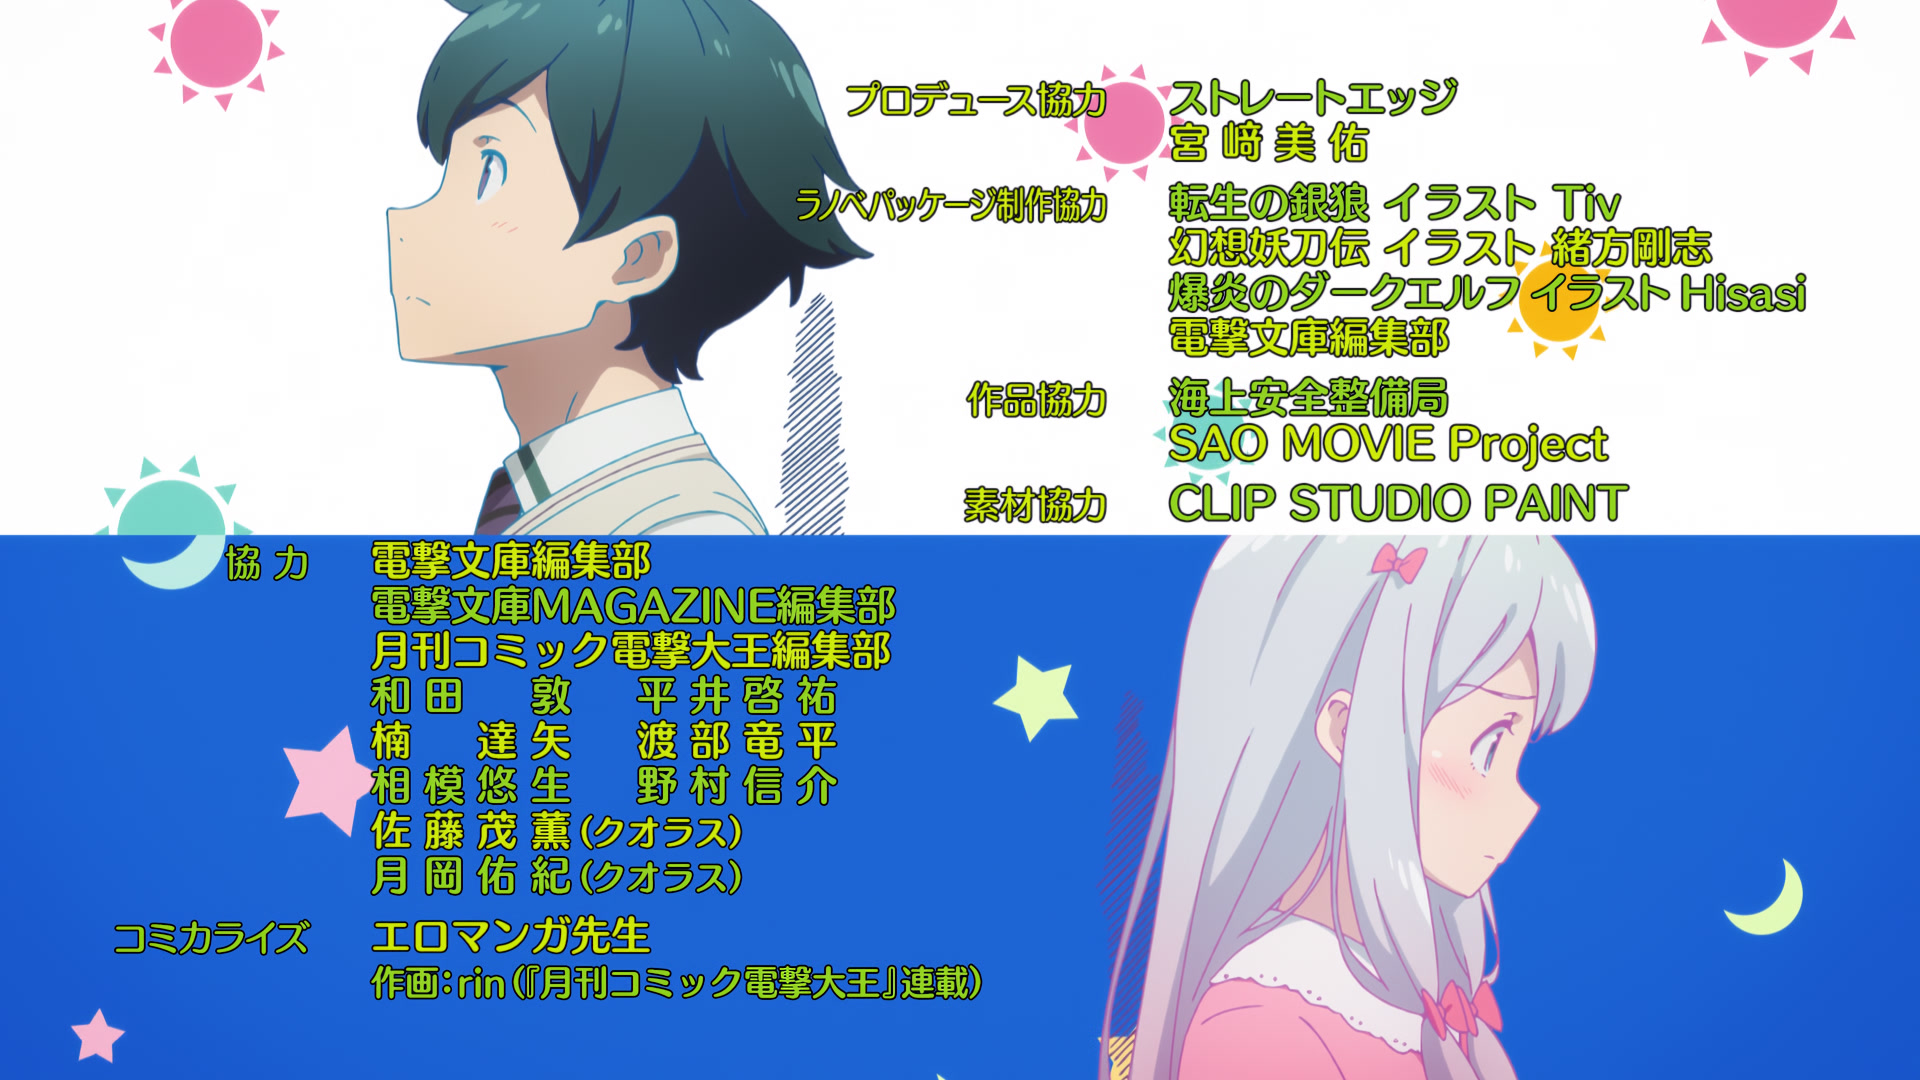 プロデュース協力 ストレートエッジ
宮﨑美佑
ラノベパッケージ制作協力 転生の銀狼 イラスト Tiv
幻想妖刀伝 イラスト 緒方剛志
爆炎のダークエルフ イラスト Hisasi
電撃文庫編集部
作品協力 海上安全整備局
SAO MOVIE Project
素材協力 CLIP STUDIO PAINT
協力 電撃文庫編集部
電撃文庫MAGAZINE編集部
月刊コミック電撃大王編集部
和田 敦 平井啓祐
楠 達矢 渡部竜平
相模悠生 野村信介
佐藤茂薫(クオラス)
月岡佑紀(クオラス)
コミカライズ エロマンガ先生
作画:rin(『月刊コミック電撃大王』連載)